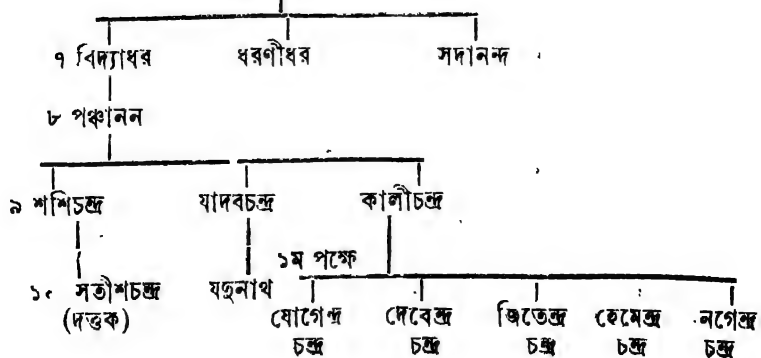 ৭ বিদ্যাধর ধরণীধর সদানন্দ
৮ পঞ্চানন
৯ শশিচন্দ্র যাদবচন্দ্র কালীচন্দ্র
১ম পক্ষে
১০ সতীশচন্দ্র যদুনাথ
(দত্তক) যোগেন্দ্র দেবেন্দ্র জিতেন্দ্র হেমেন্দ্র নগেন্দ্র
চন্দ্র চন্দ্র চন্দ্র চন্দ্র চন্দ্র